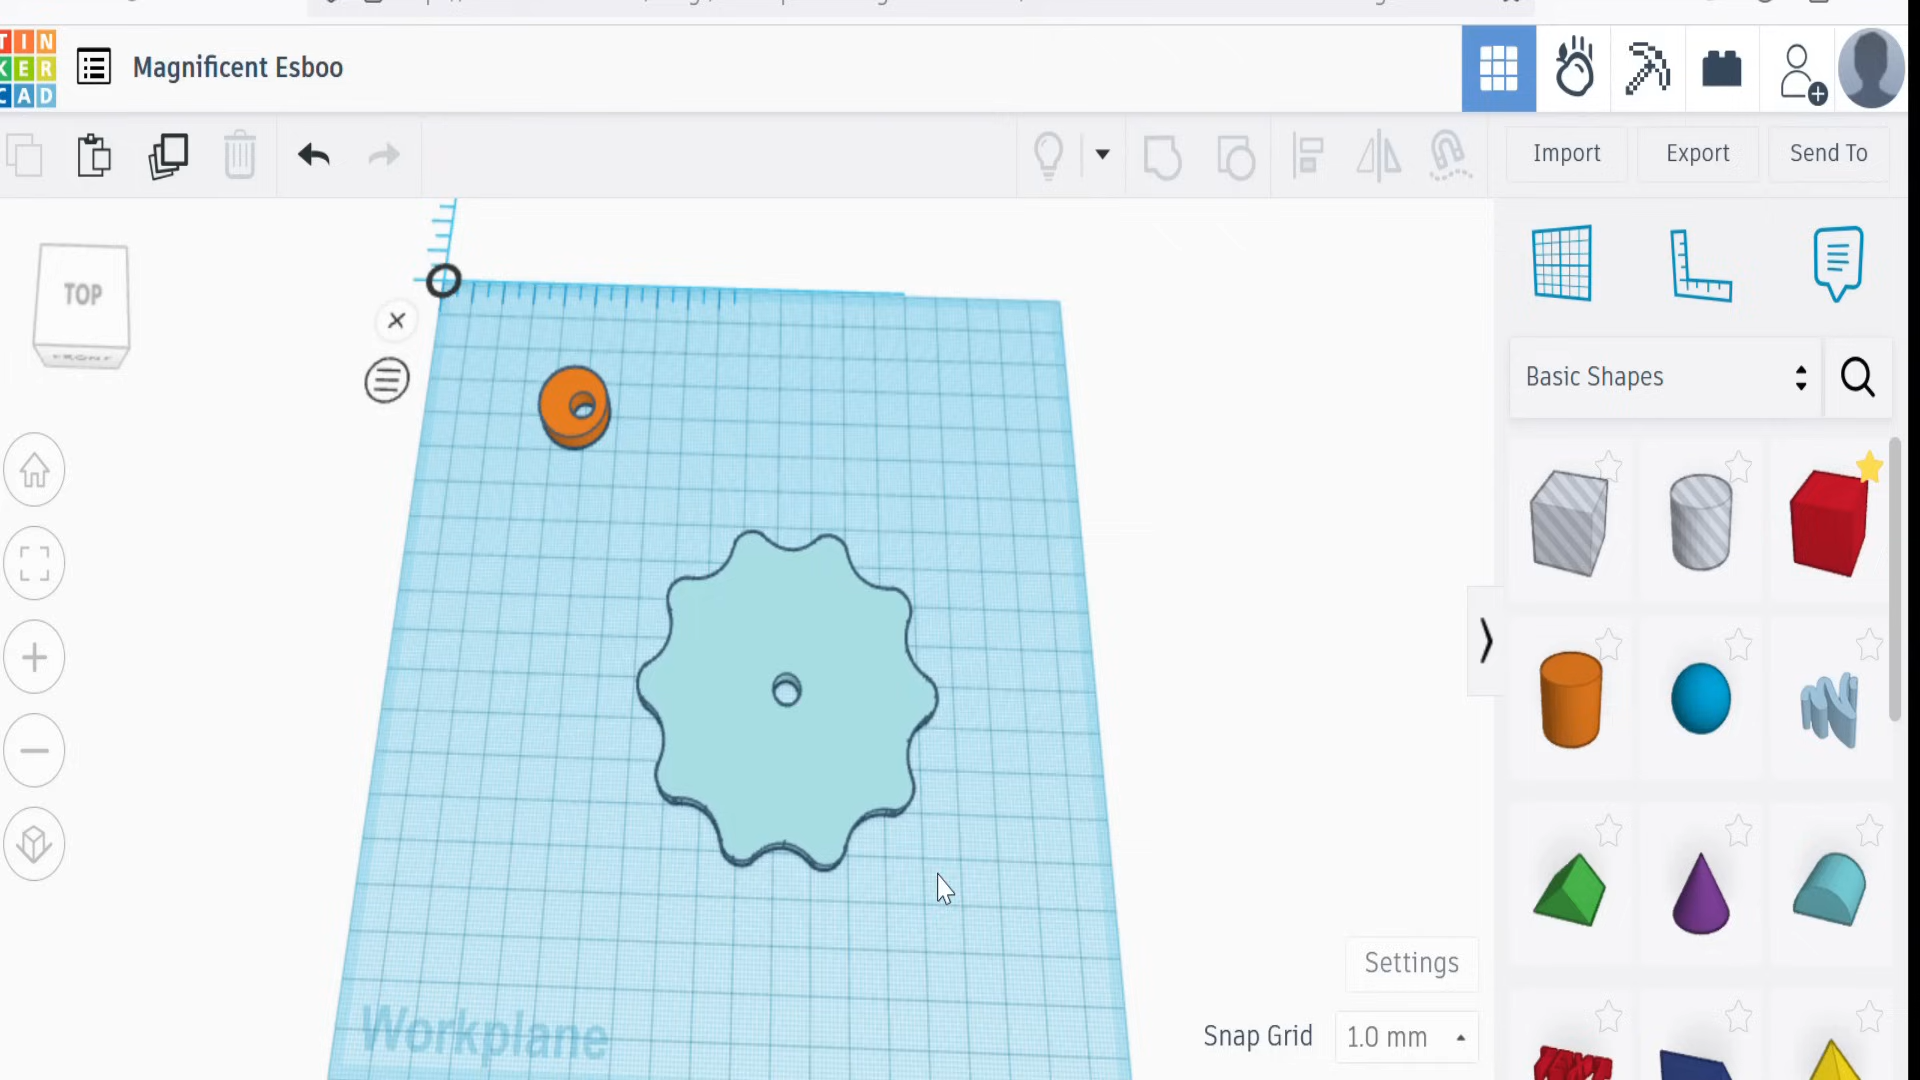 TIN
KER
CAD
Magnificent Esboo
Import
Export
Send To
TOP
FRONT
Basic Shapes
Workplane
Settings
Snap Grid
1.0 mm